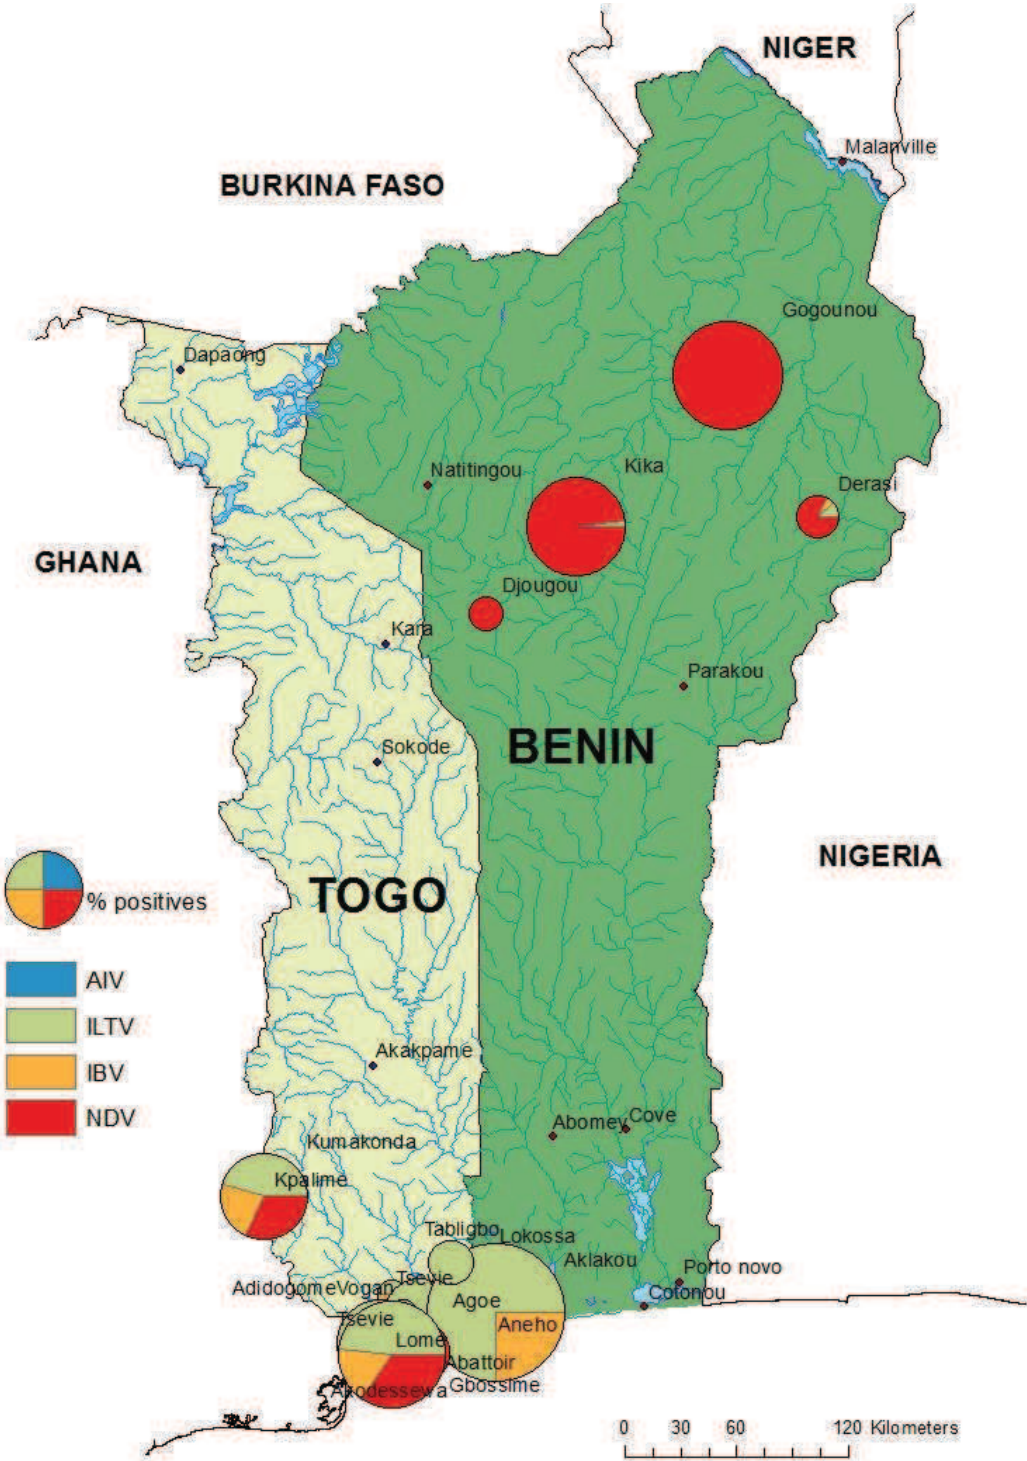 NIGER
Malanville
BURKINA FASO
Gogounou
Dapaong
Natitingou
Kika
Derasi
GHANA
Djougou
Kara
Parakou
Sokode
BENIN
NIGERIA
TOGO
% positives
AIV
ILTV
IBV
NDV
Akakpame
Abomey
Cove
Kumakonda
Kpalime
Tabligbo
Lokossa
Aklakou
Porto novo
Cotonou
Adidogome
Vogan
Tsevie
Agoe
Aneho
Tsevie
Lome
Abattoir
Akodessewa
Gbossime
0 30 60 120 Kilometers